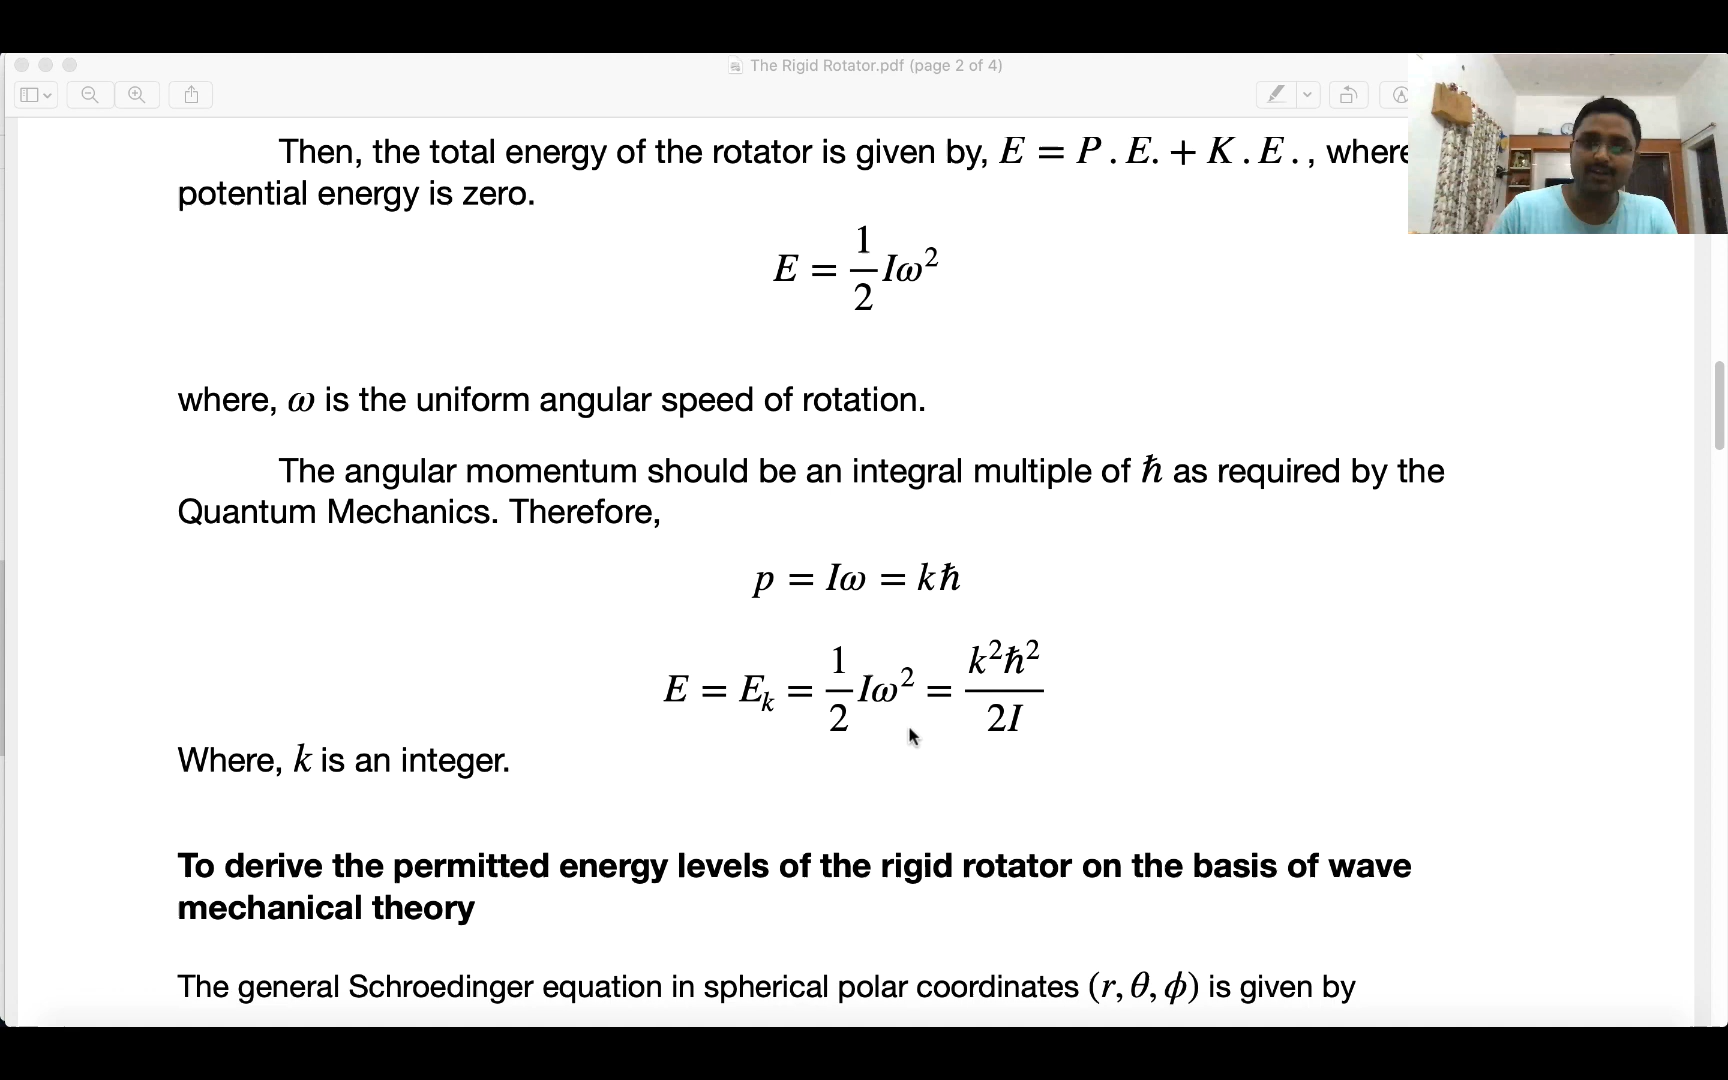 The Rigid Rotator.pdf (page 2 of 4)
Then, the total energy of the rotator is given by, E = P . E. + K . E . , where
potential energy is zero.
E = 1/2 Iω²
where, ω is the uniform angular speed of rotation.
The angular momentum should be an integral multiple of ℏ as required by the
Quantum Mechanics. Therefore,
p = Iω = kℏ
E = Eₖ = 1/2 Iω² = k²ℏ²/2I
Where, k is an integer.
To derive the permitted energy levels of the rigid rotator on the basis of wave
mechanical theory
The general Schroedinger equation in spherical polar coordinates (r, θ, ϕ) is given by